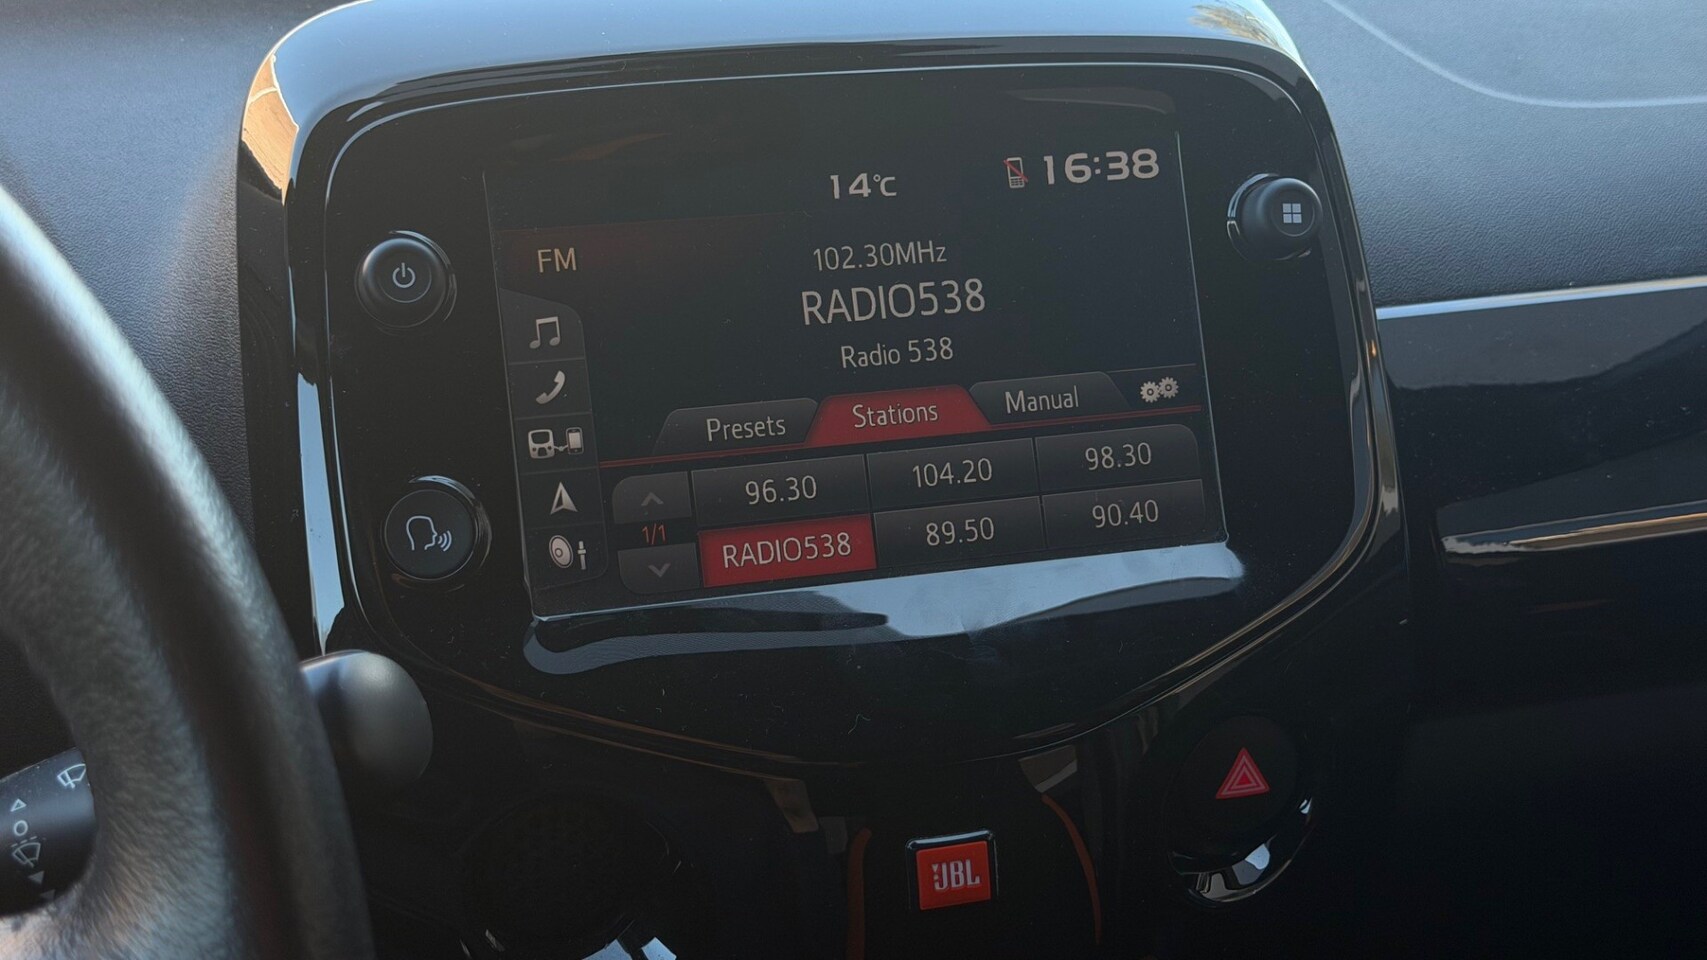 14°C
16:38
FM
102.30MHz
RADIO538
Radio 538
Presets
Stations
Manual
96.30
104.20
98.30
1/1
RADIO538
89.50
90.40
JBL